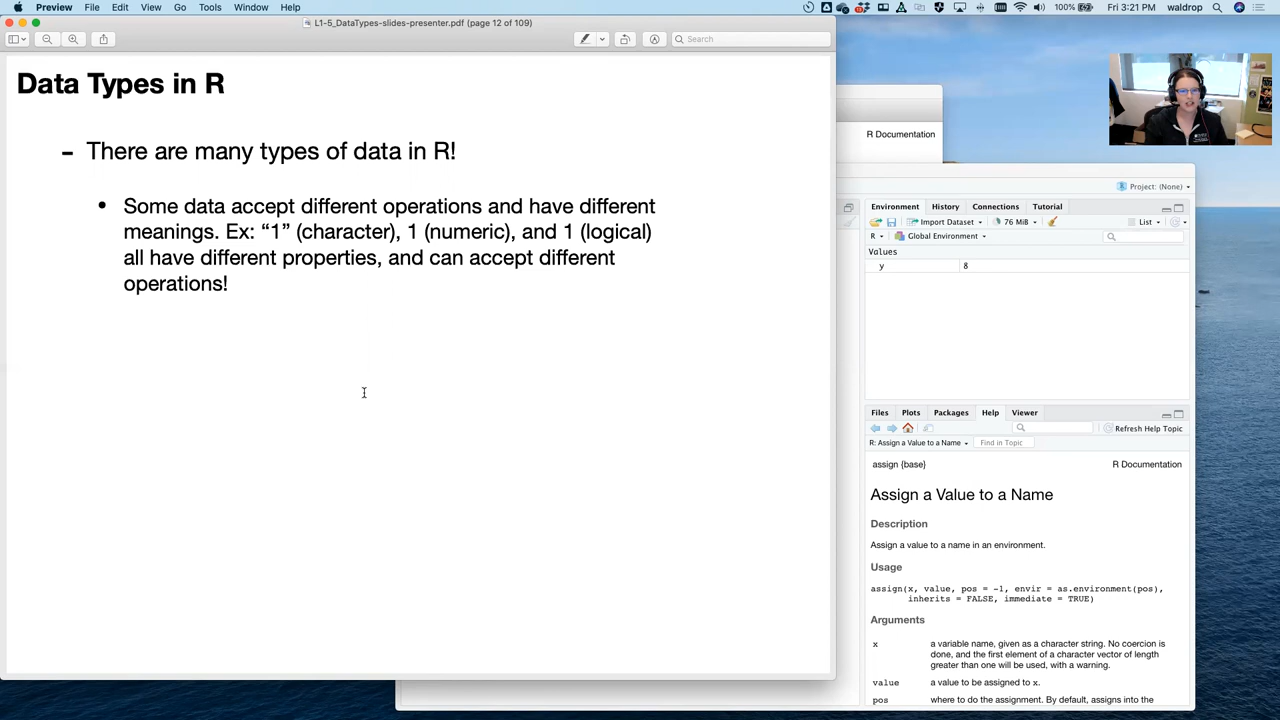 Preview File Edit View Go Tools Window Help
100% Fri 3:21 PM waldrop
L1-5_DataTypes-slides-presenter.pdf (page 12 of 109)
Search
Data Types in R
- There are many types of data in R!
• Some data accept different operations and have different
meanings. Ex: “1” (character), 1 (numeric), and 1 (logical)
all have different properties, and can accept different
operations!
R Documentation
Project: (None)
Environment History Connections Tutorial
Import Dataset 76 MiB List
R Global Environment
Values
y 8
Files Plots Packages Help Viewer
Refresh Help Topic
R: Assign a Value to a Name Find in Topic
assign {base} R Documentation
Assign a Value to a Name
Description
Assign a value to a name in an environment.
Usage
assign(x, value, pos = -1, envir = as.environment(pos),
inherits = FALSE, immediate = TRUE)
Arguments
x a variable name, given as a character string. No coercion is
done, and the first element of a character vector of length
greater than one will be used, with a warning.
value a value to be assigned to x.
pos where to do the assignment. By default, assigns into the